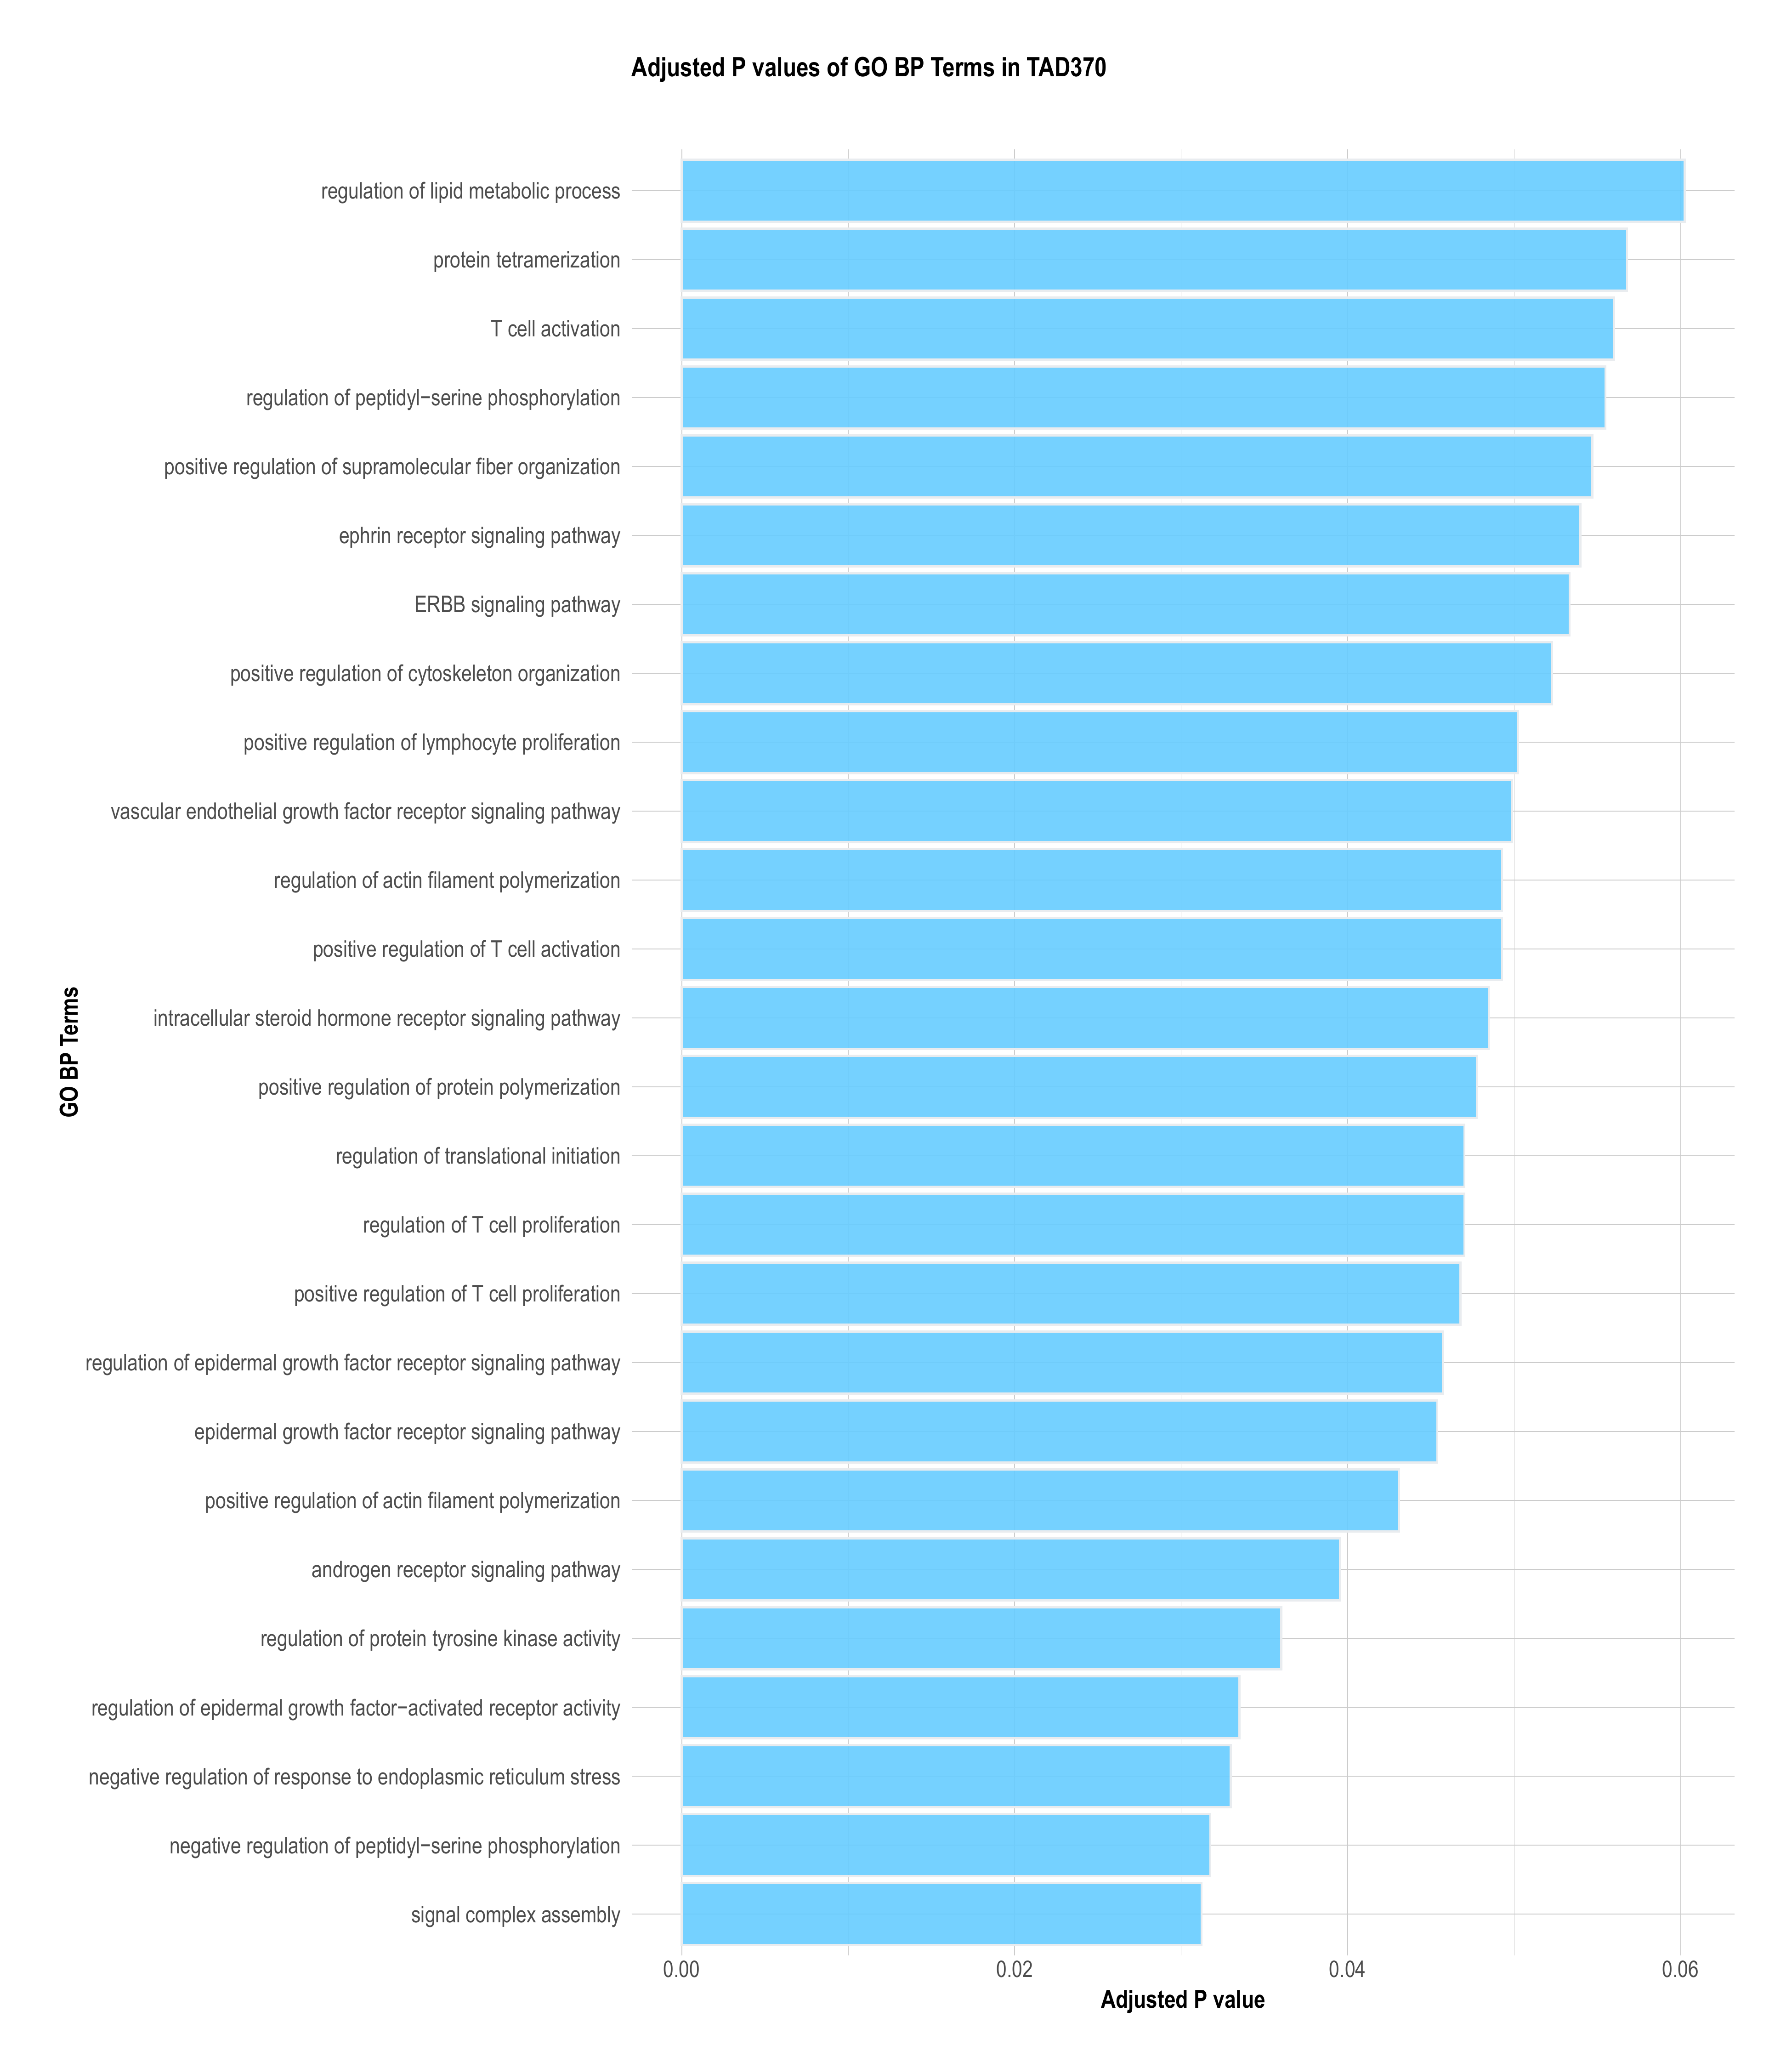 Adjusted P values of GO BP Terms in TAD370
regulation of lipid metabolic process
protein tetramerization
T cell activation
regulation of peptidyl−serine phosphorylation
positive regulation of supramolecular fiber organization
ephrin receptor signaling pathway
ERBB signaling pathway
positive regulation of cytoskeleton organization
positive regulation of lymphocyte proliferation
vascular endothelial growth factor receptor signaling pathway
regulation of actin filament polymerization
positive regulation of T cell activation
intracellular steroid hormone receptor signaling pathway
positive regulation of protein polymerization
regulation of translational initiation
regulation of T cell proliferation
positive regulation of T cell proliferation
regulation of epidermal growth factor receptor signaling pathway
epidermal growth factor receptor signaling pathway
positive regulation of actin filament polymerization
androgen receptor signaling pathway
regulation of protein tyrosine kinase activity
regulation of epidermal growth factor−activated receptor activity
negative regulation of response to endoplasmic reticulum stress
negative regulation of peptidyl−serine phosphorylation
signal complex assembly
GO BP Terms
0.00 0.02 0.04 0.06
Adjusted P value